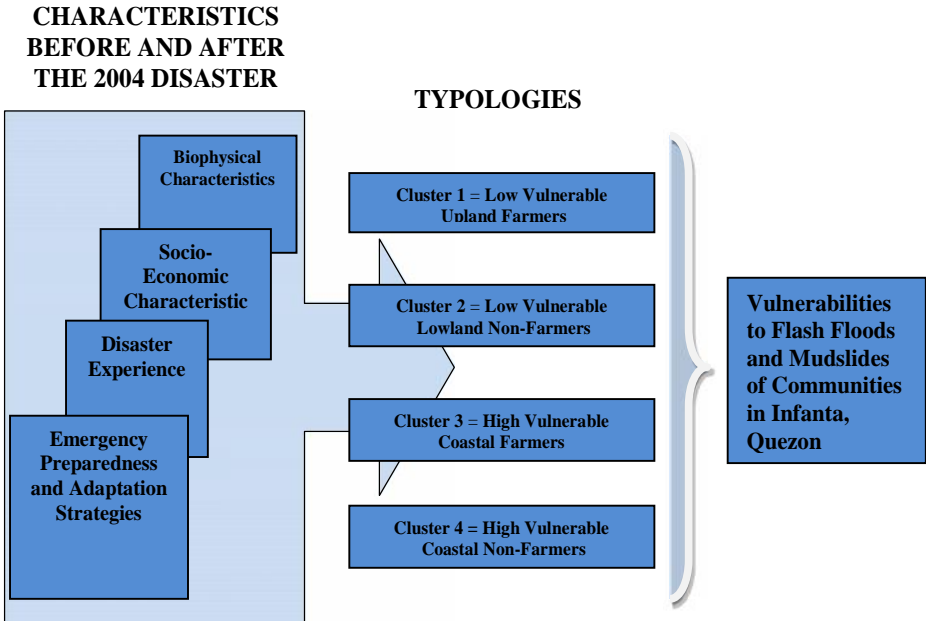 CHARACTERISTICS
BEFORE AND AFTER
THE 2004 DISASTER
TYPOLOGIES
Biophysical
Characteristics
Socio-
Economic
Characteristic
Disaster
Experience
Emergency
Preparedness
and Adaptation
Strategies
Cluster 1 = Low Vulnerable
Upland Farmers
Cluster 2 = Low Vulnerable
Lowland Non-Farmers
Cluster 3 = High Vulnerable
Coastal Farmers
Cluster 4 = High Vulnerable
Coastal Non-Farmers
Vulnerabilities
to Flash Floods
and Mudslides
of Communities
in Infanta,
Quezon